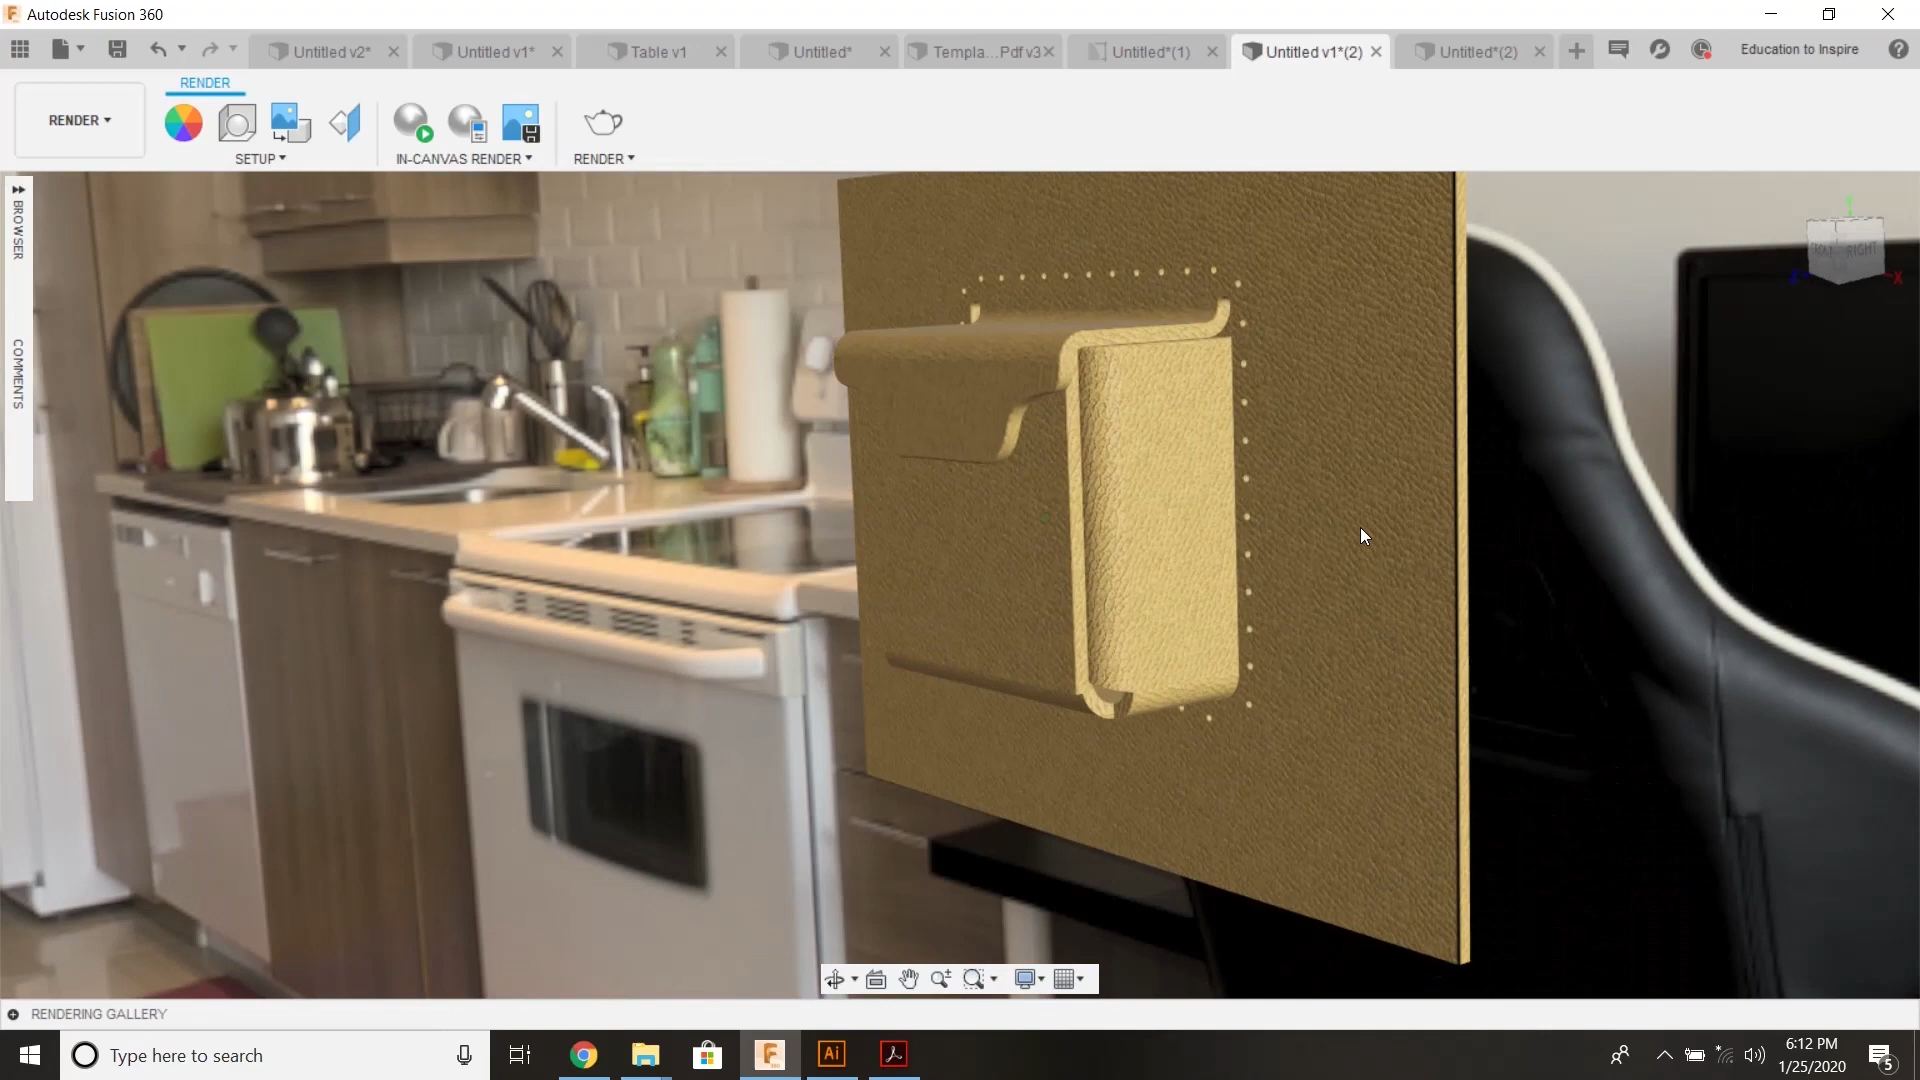 Autodesk Fusion 360
Untitled v2*
Untitled v1*
Table v1
Untitled*
Templa...Pdf v3*
Untitled*(1)
Untitled v1*(2)
Untitled*(2)
Education to Inspire
RENDER
RENDER
SETUP
IN-CANVAS RENDER
RENDER
BROWSER
COMMENTS
RIGHT
Z
X
RENDERING GALLERY
Type here to search
Ai
6:12 PM
1/25/2020
5